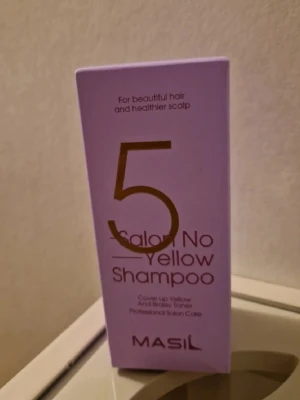 For beautiful hair
and healthier scalp
5
Salon No
Yellow
Shampoo
Cover up Yellow
And Brassy Toner
Professional Salon Care
MASIL